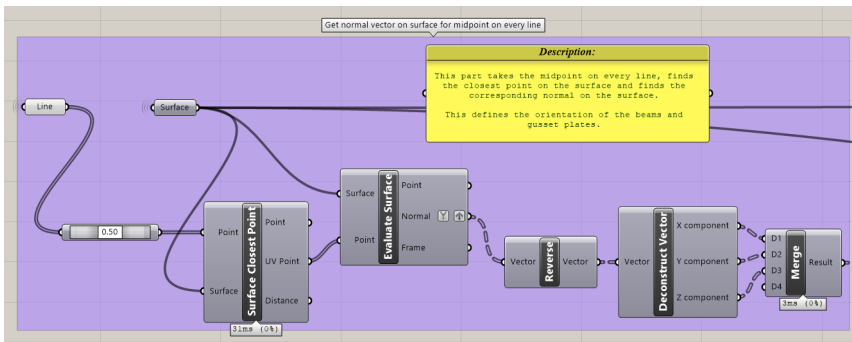 Get normal vector on surface for midpoint on every line
Description:
This part takes the midpoint on every line, finds
the closest point on the surface and finds the
corresponding normal on the surface.
This defines the orientation of the beams and
gusset plates.
Line
Surface
0.50
Point
Surface
Surface Closest Point
Point
UV Point
Distance
31ms (0%)
Surface
Point
Evaluate Surface
Point
Normal
Y
Frame
Vector
Reverse
Vector
Vector
Deconstruct Vector
X component
Y component
Z component
D1
D2
D3
D4
Merge
Result
3ms (0%)